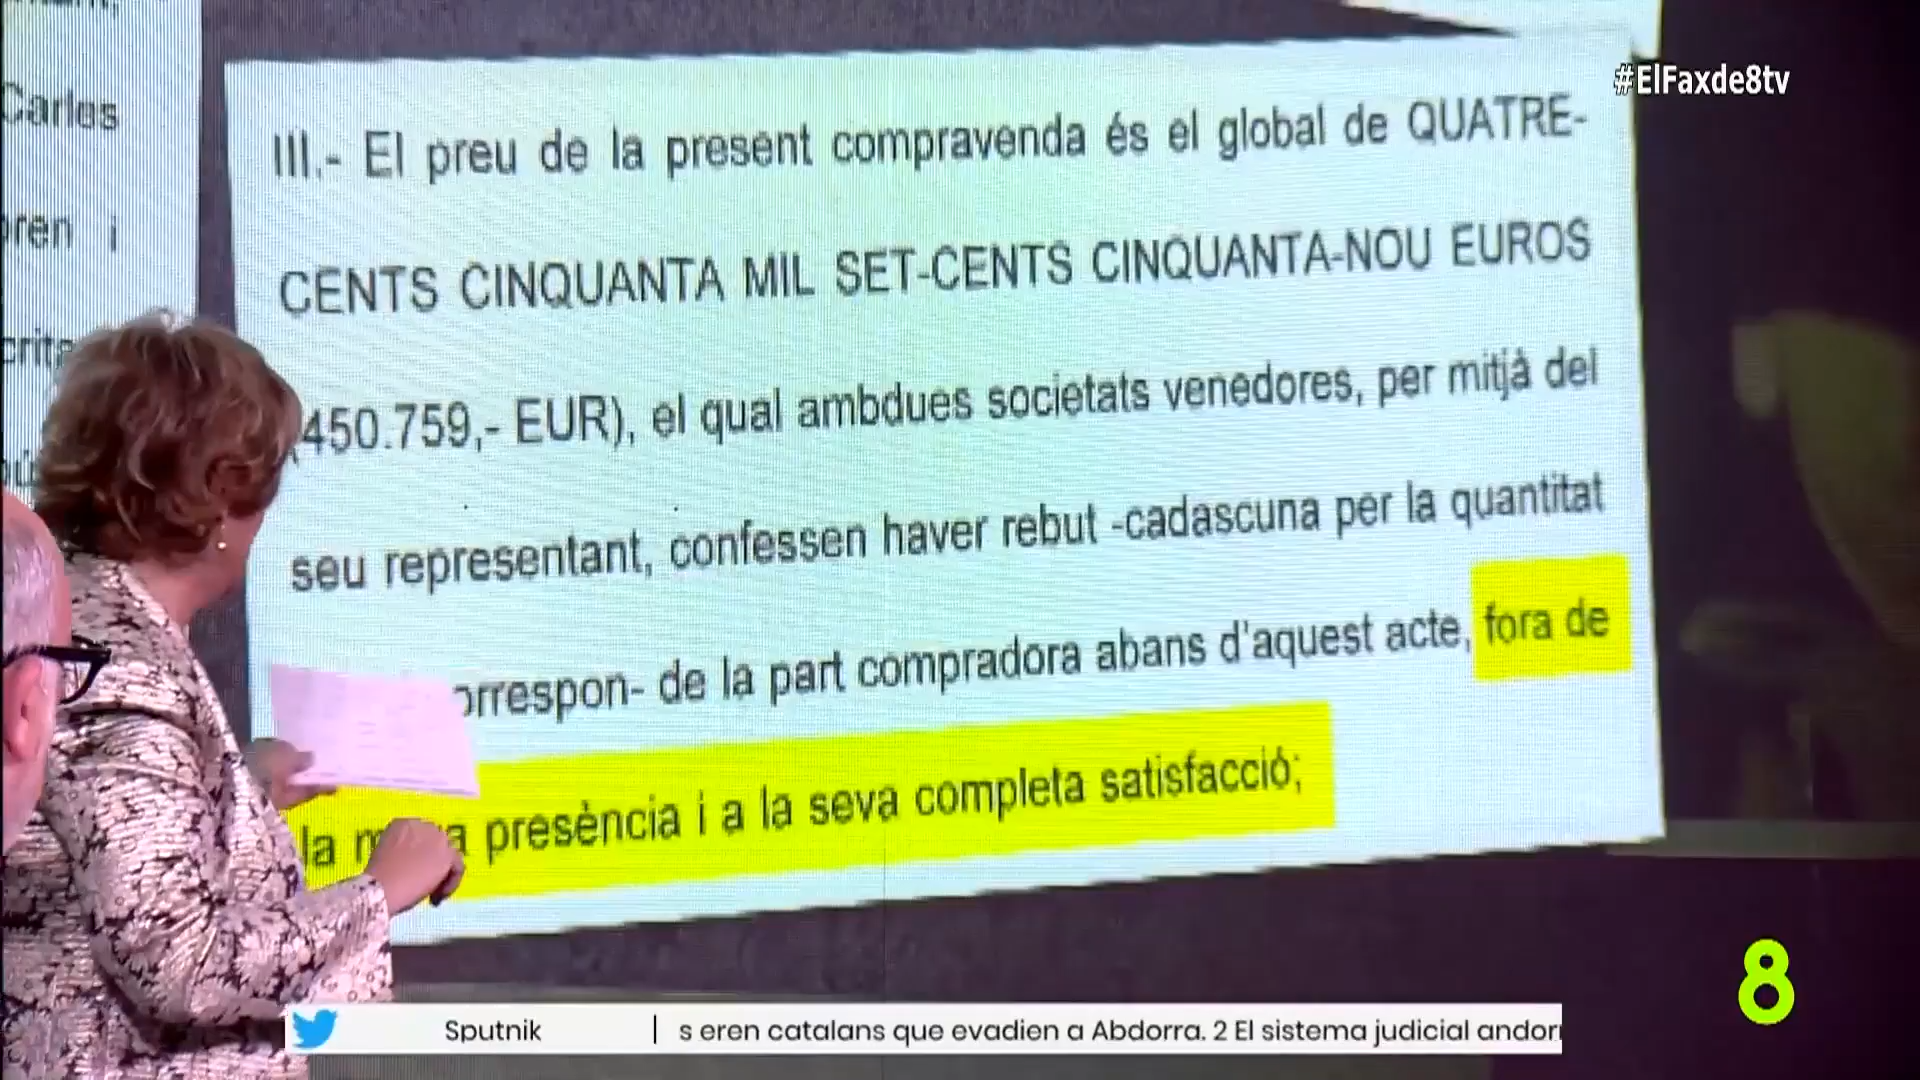 #ElFaxde8tv
Carles
III.- El preu de la present compravenda és el global de QUATRE-
CENTS CINQUANTA MIL SET-CENTS CINQUANTA-NOU EUROS
(450.759,- EUR), el qual ambdues societats venedores, per mitjà del
seu representant, confessen haver rebut -cadascuna per la quantitat
orrespon- de la part compradora abans d'aquest acte, fora de
la presència i a la seva completa satisfacció;
8
Sputnik | s eren catalans que evadien a Abdorra. 2 El sistema judicial andor